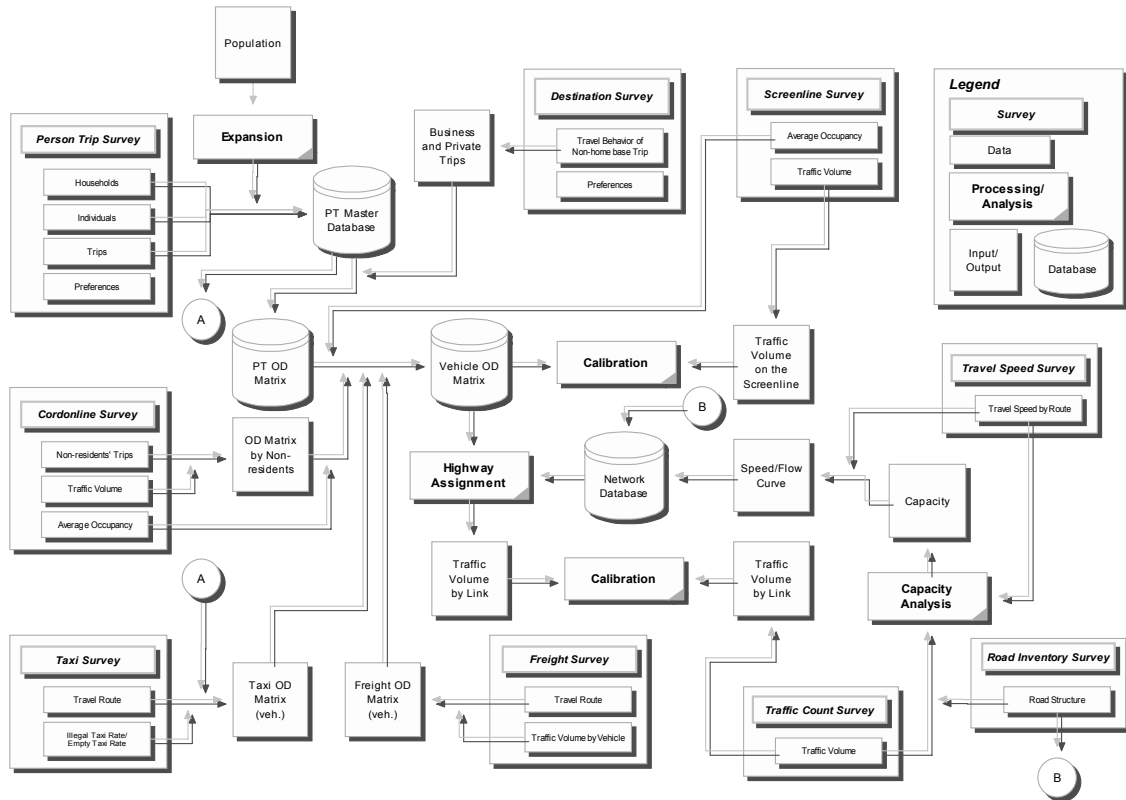 Population
Expansion
Person Trip Survey
Households
Individuals
Trips
Preferences
PT Master
Database
A
Business
and Private
Trips
Destination Survey
Travel Behavior of
Non-home base Trip
Preferences
Screenline Survey
Average Occupancy
Traffic Volume
Legend
Survey
Data
Processing/
Analysis
Input/
Output
Database
PT OD
Matrix
Vehicle OD
Matrix
Calibration
Traffic
Volume
on the
Screenline
Travel Speed Survey
Travel Speed by Route
Cordonline Survey
Non-residents' Trips
Traffic Volume
Average Occupancy
OD Matrix
by Non-
residents
B
Highway
Assignment
Network
Database
Speed/Flow
Curve
Capacity
Traffic
Volume
by Link
Calibration
Traffic
Volume
by Link
Capacity
Analysis
A
Taxi Survey
Travel Route
Illegal Taxi Rate/
Empty Taxi Rate
Taxi OD
Matrix
(veh.)
Freight OD
Matrix
(veh.)
Freight Survey
Travel Route
Traffic Volume by Vehicle
Traffic Count Survey
Traffic Volume
Road Inventory Survey
Road Structure
B